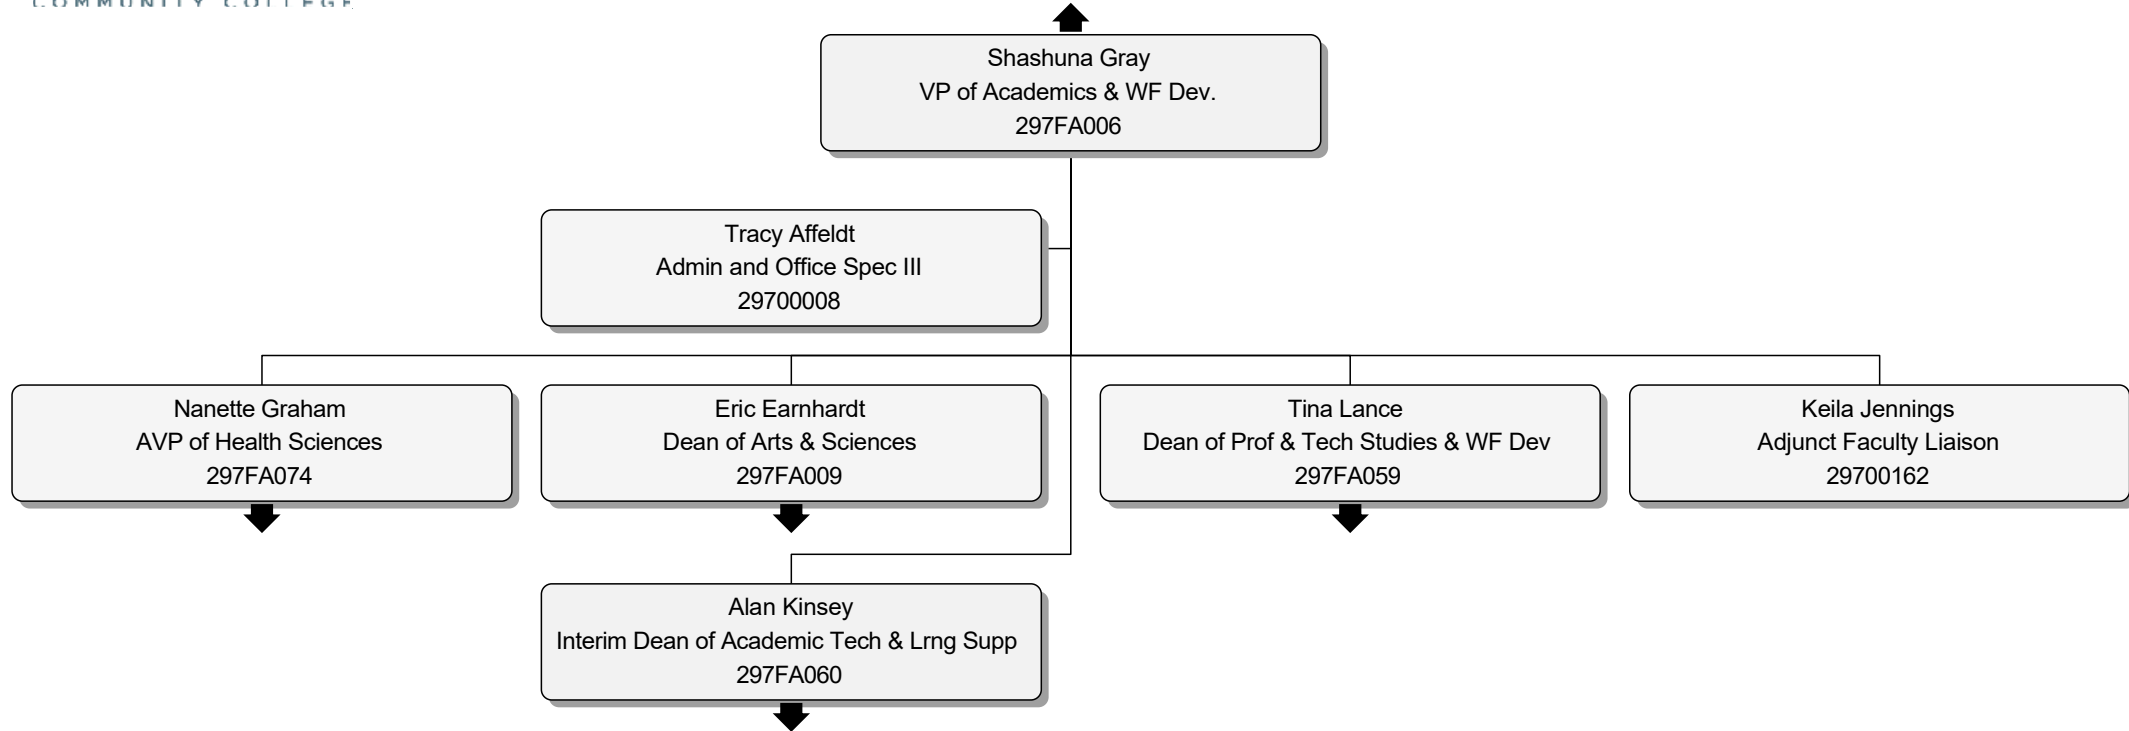 COMMUNITY COLLEGE
Shashuna Gray
VP of Academics & WF Dev.
297FA006
Tracy Affeldt
Admin and Office Spec III
29700008
Nanette Graham
AVP of Health Sciences
297FA074
Eric Earnhardt
Dean of Arts & Sciences
297FA009
Tina Lance
Dean of Prof & Tech Studies & WF Dev
297FA059
Keila Jennings
Adjunct Faculty Liaison
29700162
Alan Kinsey
Interim Dean of Academic Tech & Lrng Supp
297FA060